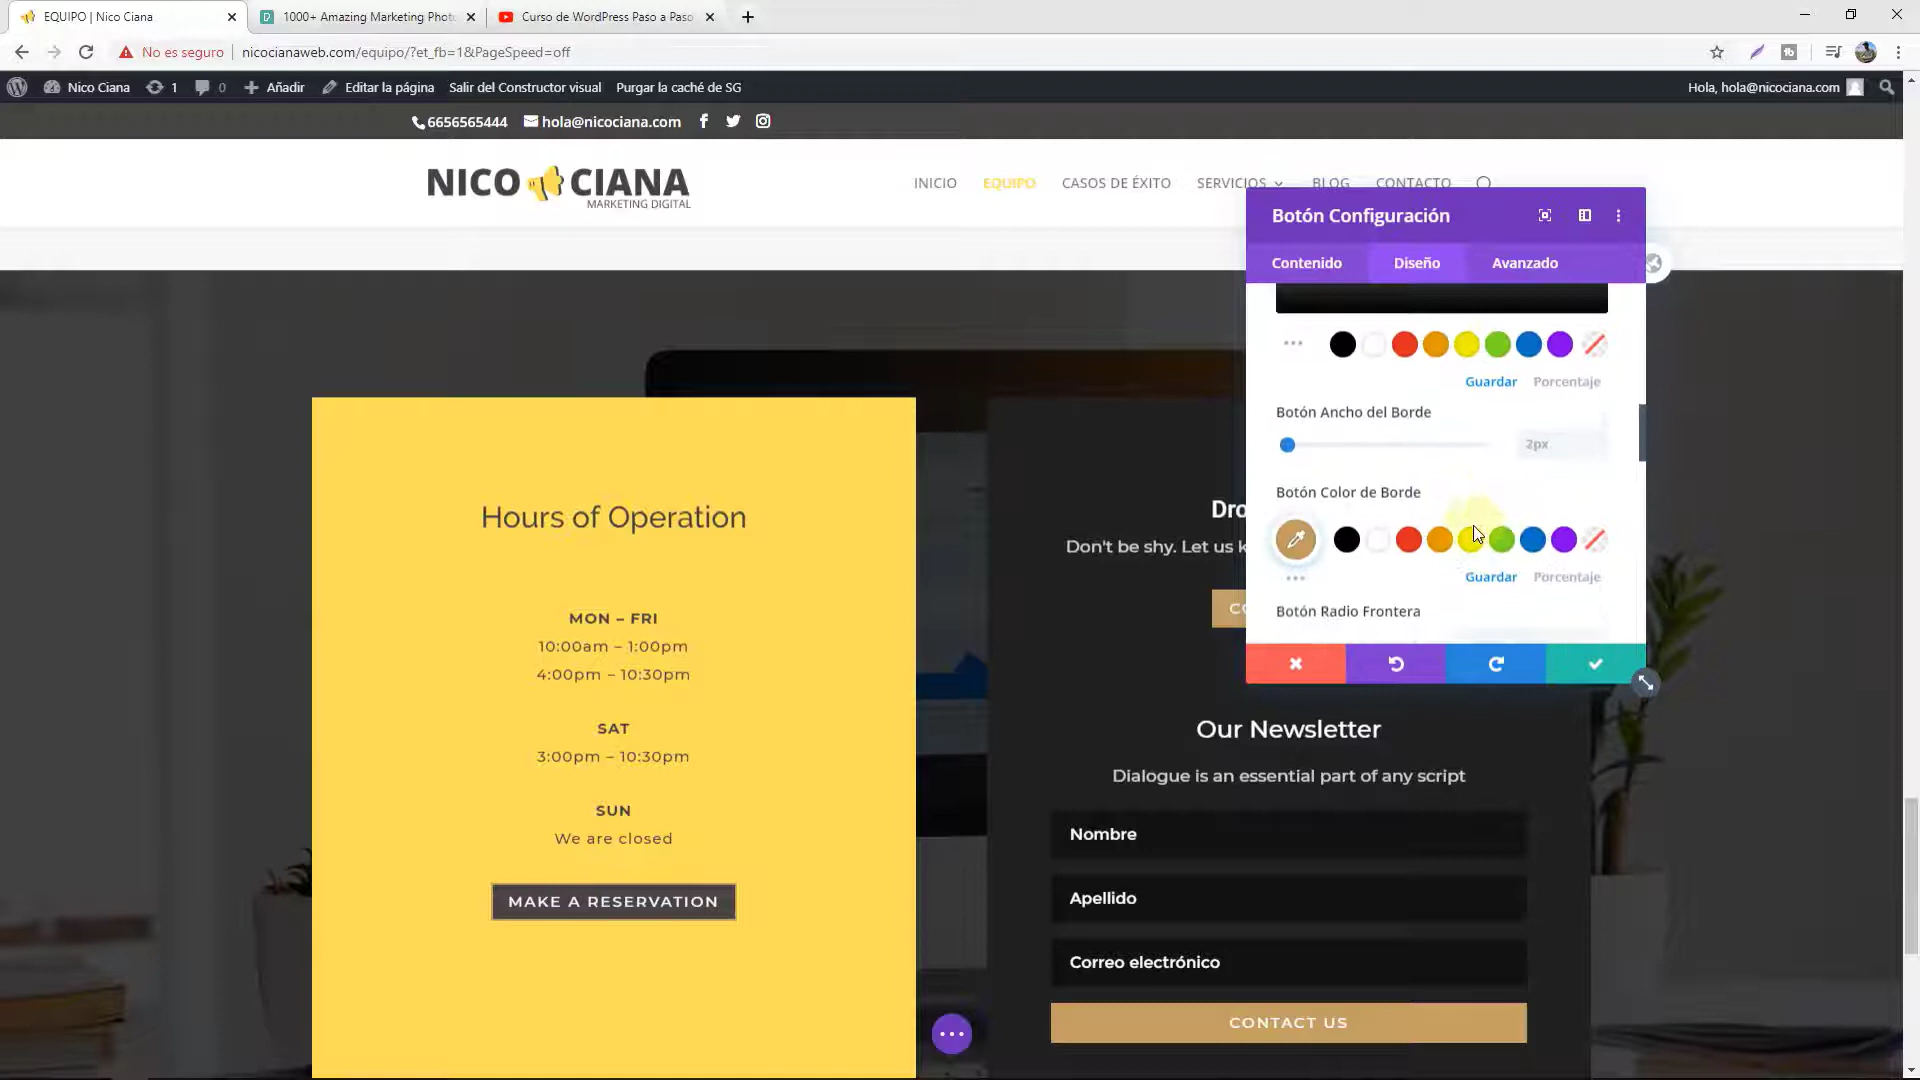 EQUIPO | Nico Ciana
1000+ Amazing Marketing Phot
Curso de WordPress Paso a Paso
No es seguro
nicocianaweb.com/equipo/?et_fb=1&PageSpeed=off
Nico Ciana
1
0
Añadir
Editar la página
Salir del Constructor visual
Purgar la caché de SG
Hola, hola@nicociana.com
6656565444
hola@nicociana.com
NICO CIANA
MARKETING DIGITAL
INICIO
EQUIPO
CASOS DE ÉXITO
SERVICIOS
BLOG
CONTACTO
Botón Configuración
Contenido
Diseño
Avanzado
Guardar
Porcentaje
Botón Ancho del Borde
2px
Botón Color de Borde
Guardar
Porcentaje
Botón Radio Frontera
Hours of Operation
MON – FRI
10:00am – 1:00pm
4:00pm – 10:30pm
SAT
3:00pm – 10:30pm
SUN
We are closed
MAKE A RESERVATION
Dro
Don't be shy. Let us k
Our Newsletter
Dialogue is an essential part of any script
Nombre
Apellido
Correo electrónico
CONTACT US